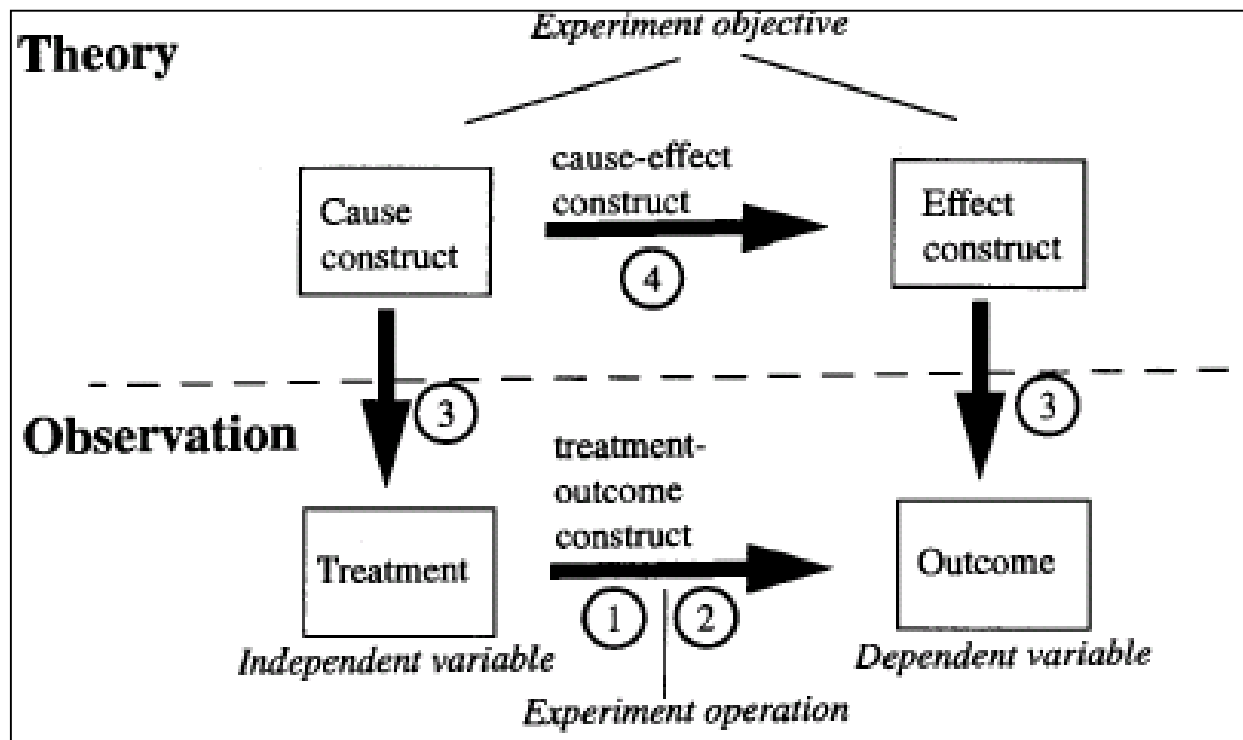 Experiment objective
Theory
cause-effect
construct
Cause
construct
Effect
construct
4
3
3
Observation
treatment-
outcome
construct
Treatment
Outcome
1
2
Independent variable
Dependent variable
Experiment operation